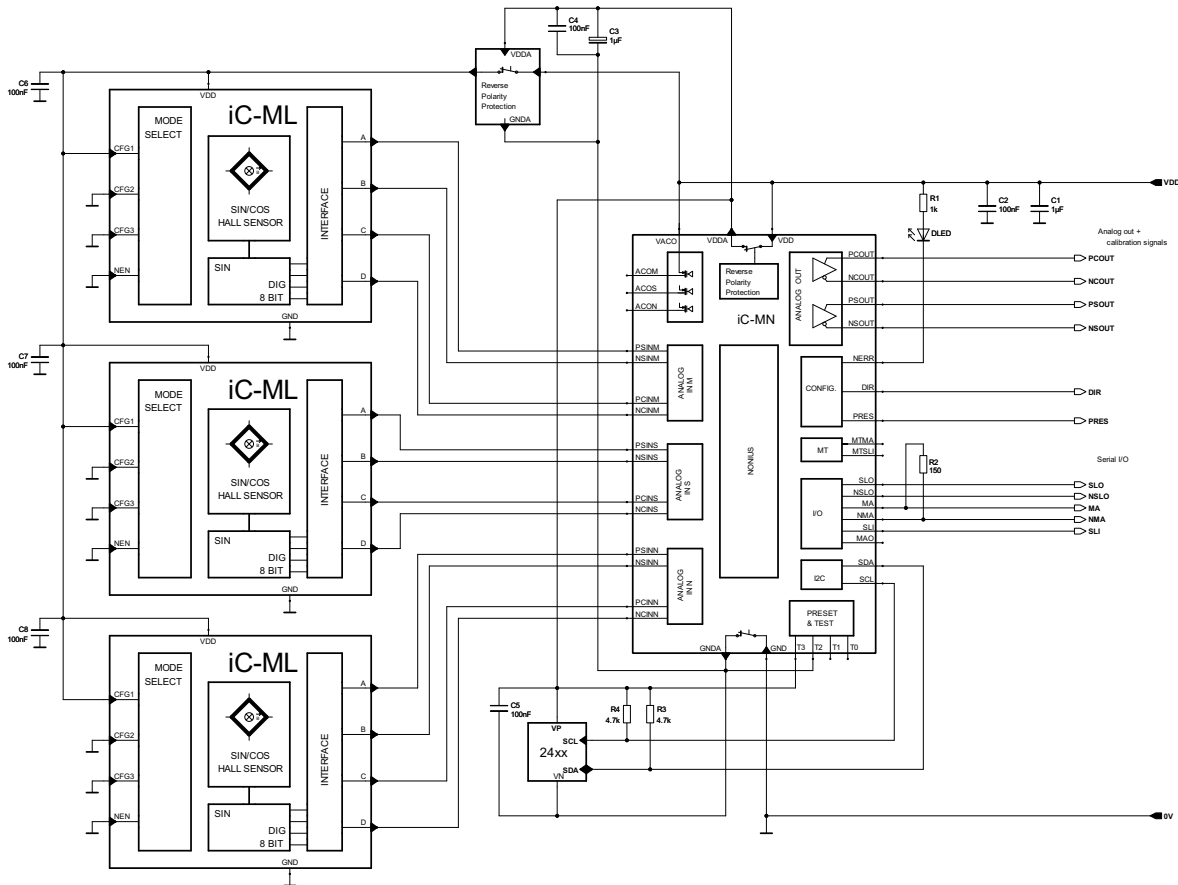 C4
100nF
C3
1µF
VDDA
Reverse
Polarity
Protection
GNDA
C6
100nF
VDD
iC-ML
MODE
SELECT
CFG1
CFG2
CFG3
NEN
SIN/COS
HALL SENSOR
SIN
DIG
8 BIT
INTERFACE
A
B
C
D
GND
C7
100nF
VDD
iC-ML
MODE
SELECT
CFG1
CFG2
CFG3
NEN
SIN/COS
HALL SENSOR
SIN
DIG
8 BIT
INTERFACE
A
B
C
D
GND
C8
100nF
VDD
iC-ML
MODE
SELECT
CFG1
CFG2
CFG3
NEN
SIN/COS
HALL SENSOR
SIN
DIG
8 BIT
INTERFACE
A
B
C
D
GND
VDD
R1
1k
C2
100nF
C1
1µF
DLED
Analog out +
calibration signals
VACO
VDDA
VDD
ACOM
ACOS
ACON
Reverse
Polarity
Protection
iC-MN
ANALOG OUT
PCOUT
NCOUT
PSOUT
NSOUT
PCOUT
NCOUT
PSOUT
NSOUT
PSINM
NSINM
PCINM
NCINM
ANALOG
IN M
PSINS
NSINS
PCINS
NCINS
ANALOG
IN S
PSINN
NSINN
PCINN
NCINN
ANALOG
IN N
NONIUS
CONFIG.
NERR
DIR
PRES
DIR
PRES
MT
MTMA
MTSLI
R2
150
Serial I/O
I/O
SLO
NSLO
MA
NMA
SLI
MAO
SLO
NSLO
MA
NMA
SLI
I2C
SDA
SCL
PRESET
& TEST
GNDA
GND
T3
T2
T1
T0
C5
100nF
R4
4.7k
R3
4.7k
VP
24xx
SCL
SDA
VN
0V